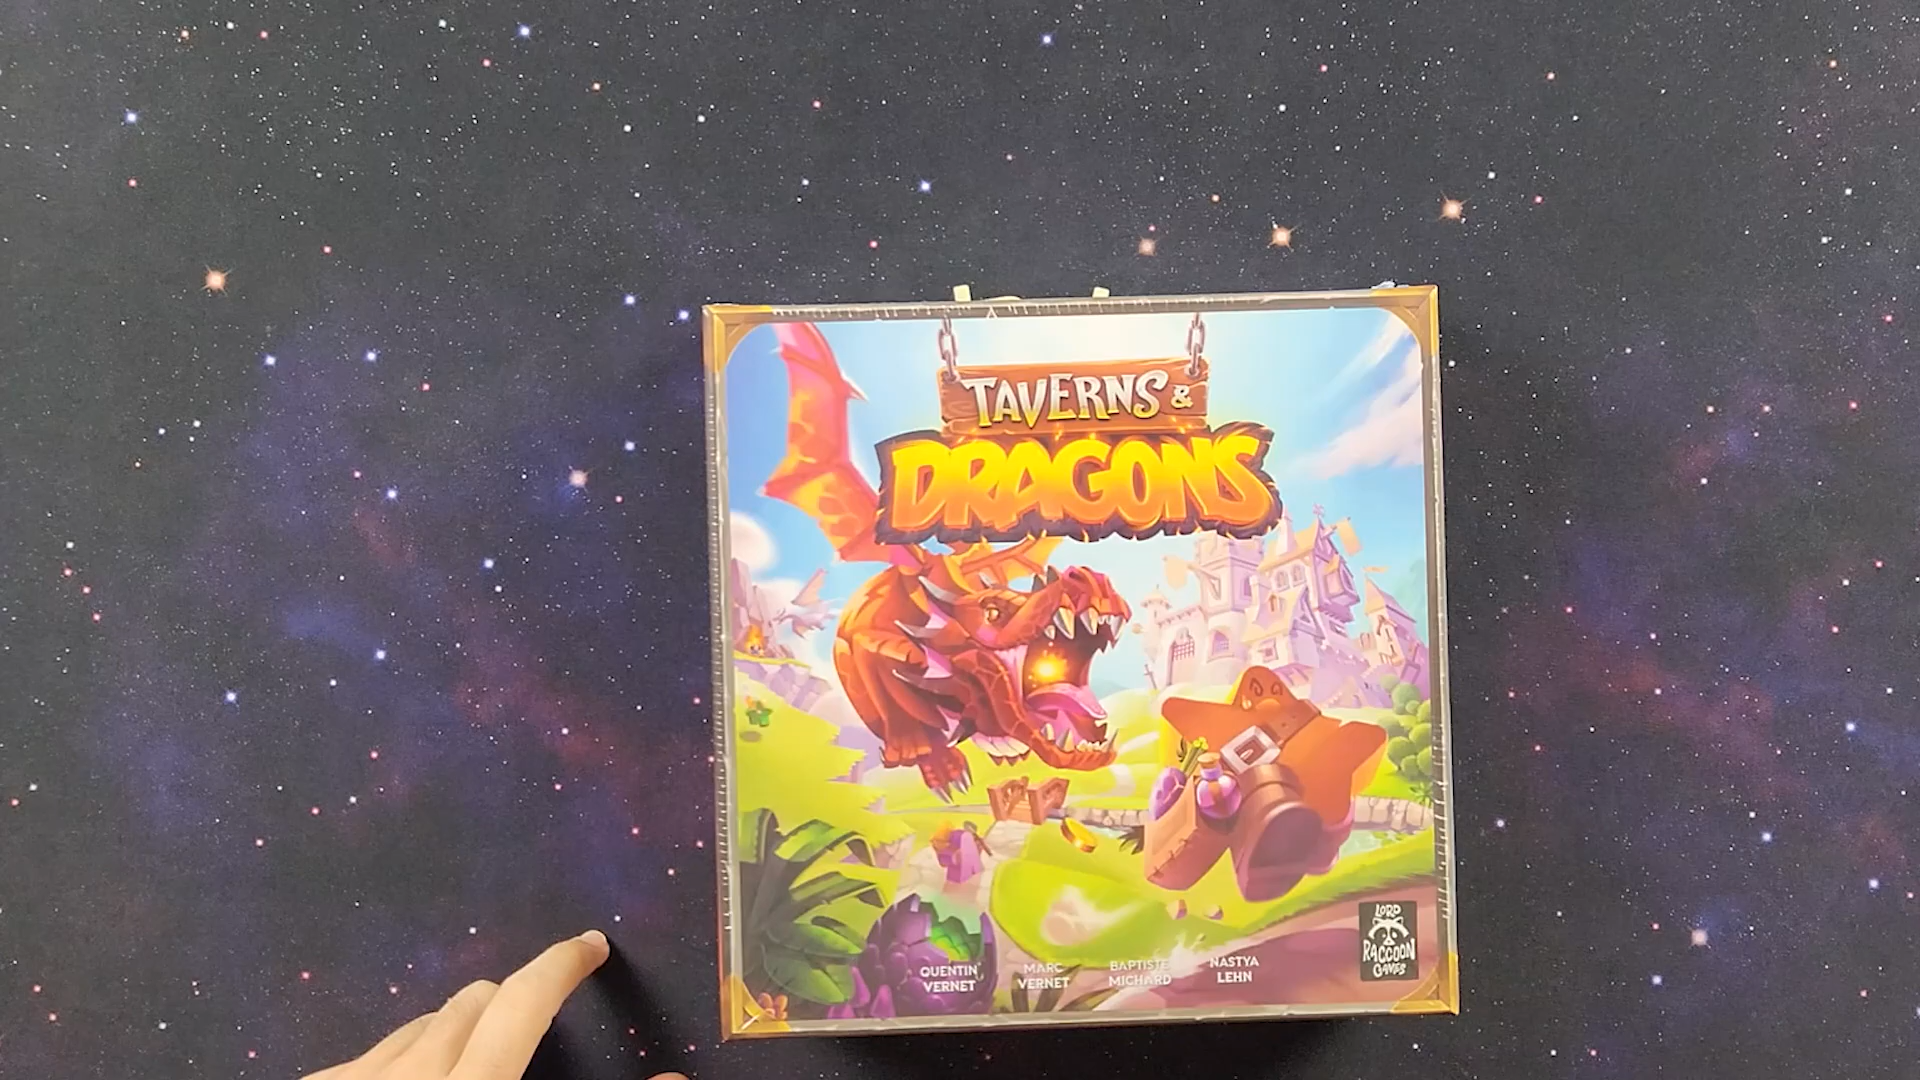 TAVERNS &
DRAGONS
QUENTIN VERNET
MARC VERNET
BAPTISTE MICHARD
NASTYA LEHN
LORD
RACCOON
GAMES